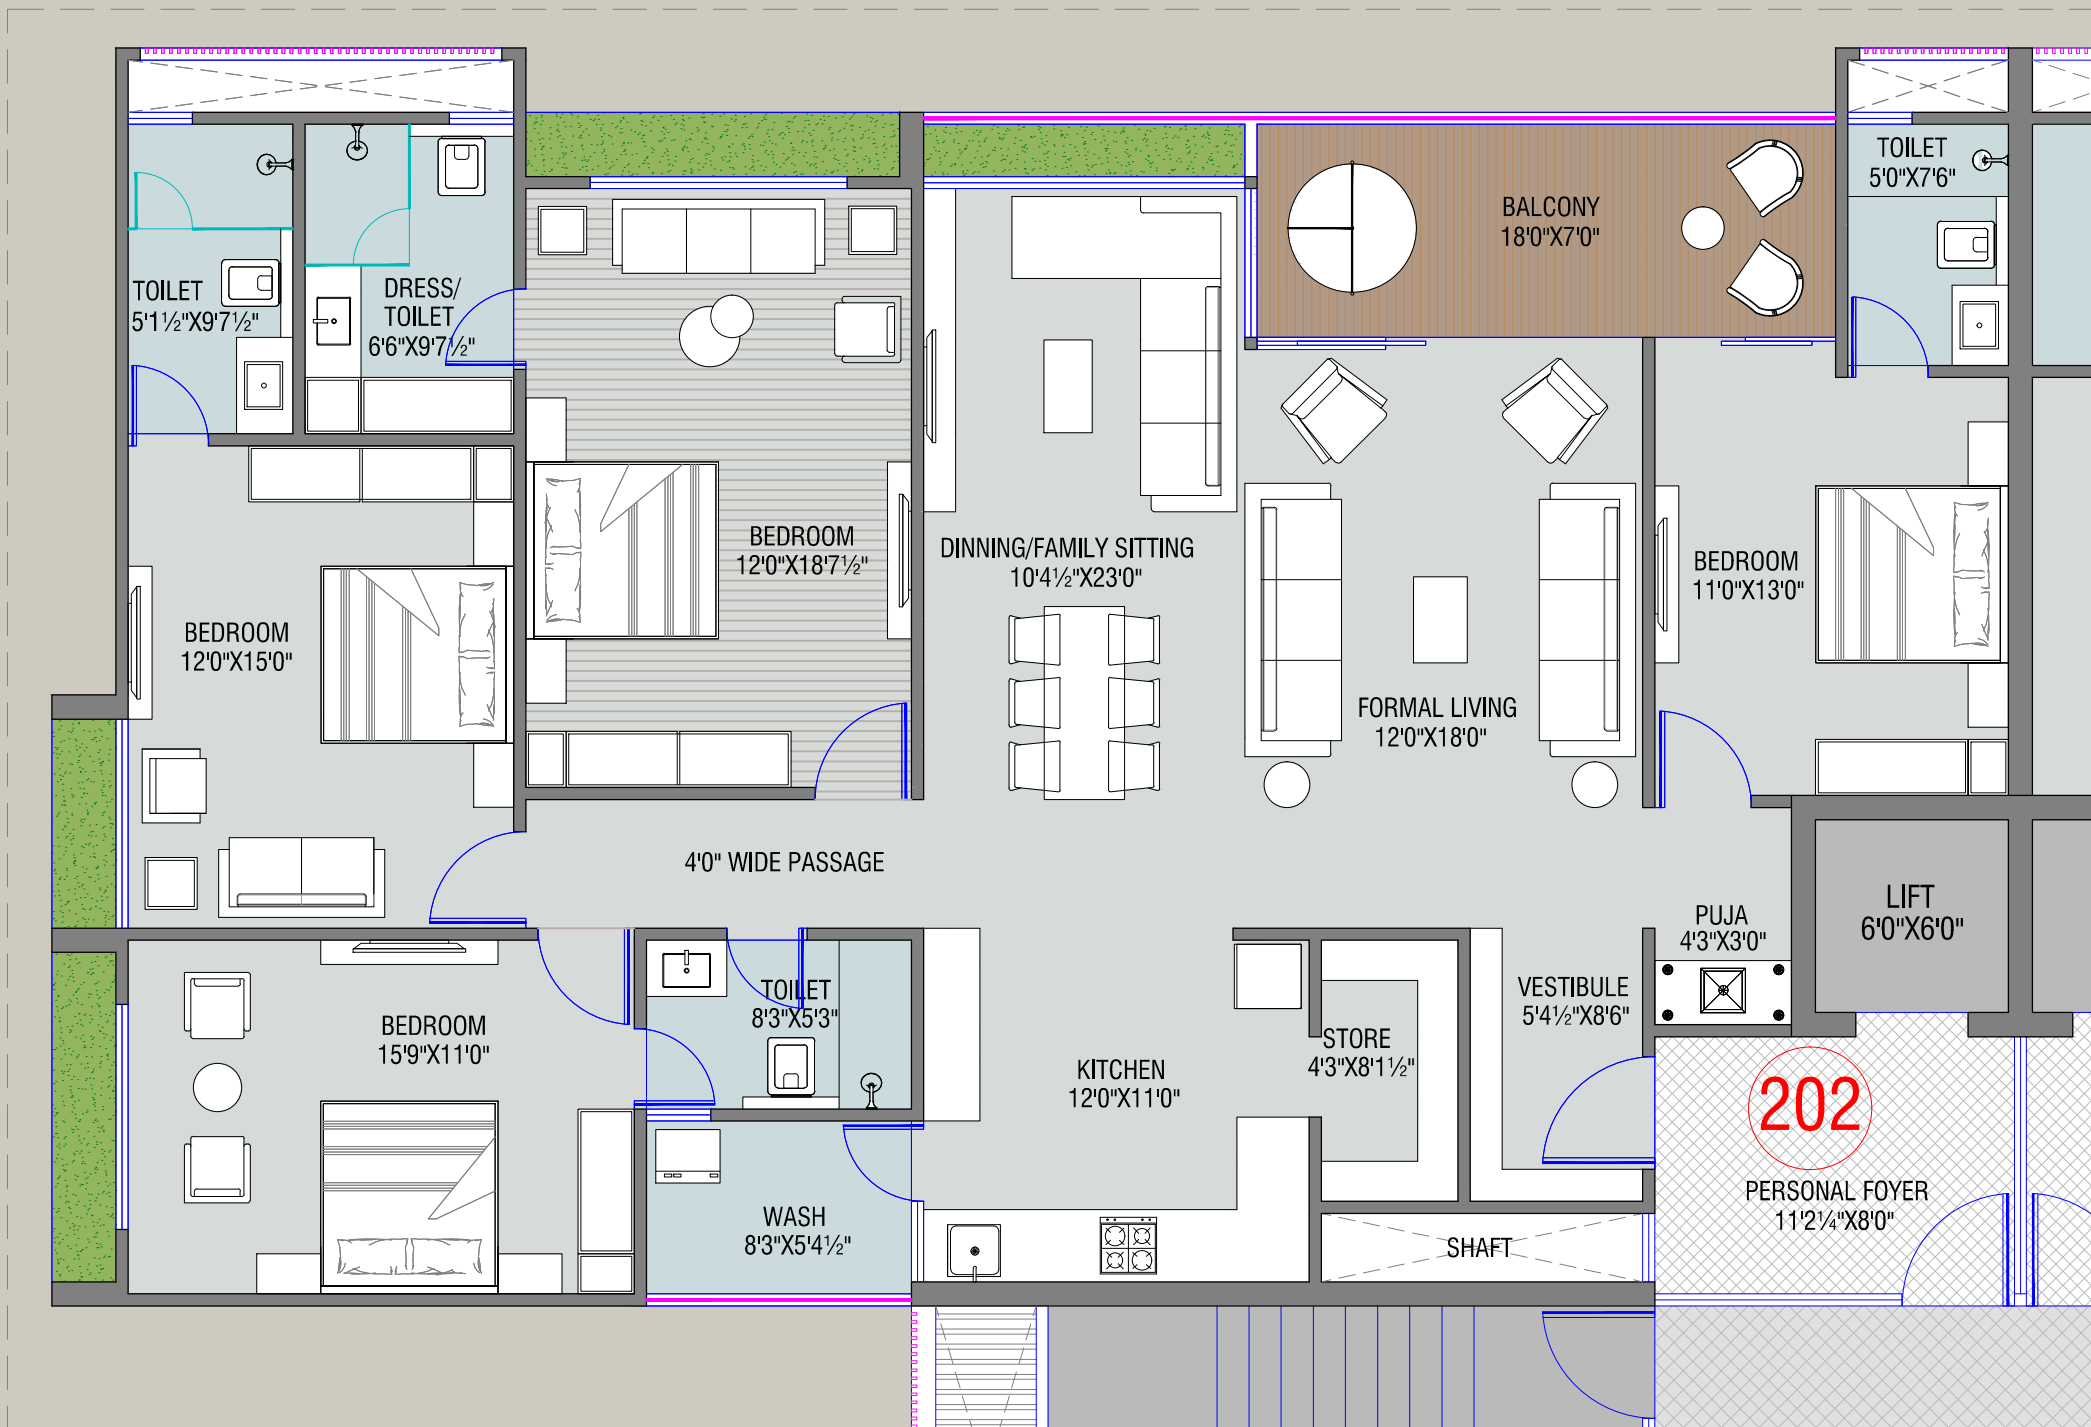 TOILET
5'0"X7'6"
BALCONY
18'0"X7'0"
TOILET
5'1½"X9'7½"
DRESS/
TOILET
6'6"X9'7½"
BEDROOM
12'0"X18'7½"
DINNING/FAMILY SITTING
10'4½"X23'0"
BEDROOM
11'0"X13'0"
BEDROOM
12'0"X15'0"
FORMAL LIVING
12'0"X18'0"
4'0" WIDE PASSAGE
LIFT
6'0"X6'0"
PUJA
4'3"X3'0"
TOILET
8'3"X5'3"
VESTIBULE
5'4½"X8'6"
BEDROOM
15'9"X11'0"
STORE
4'3"X8'1½"
KITCHEN
12'0"X11'0"
202
PERSONAL FOYER
11'2¼"X8'0"
WASH
8'3"X5'4½"
SHAFT